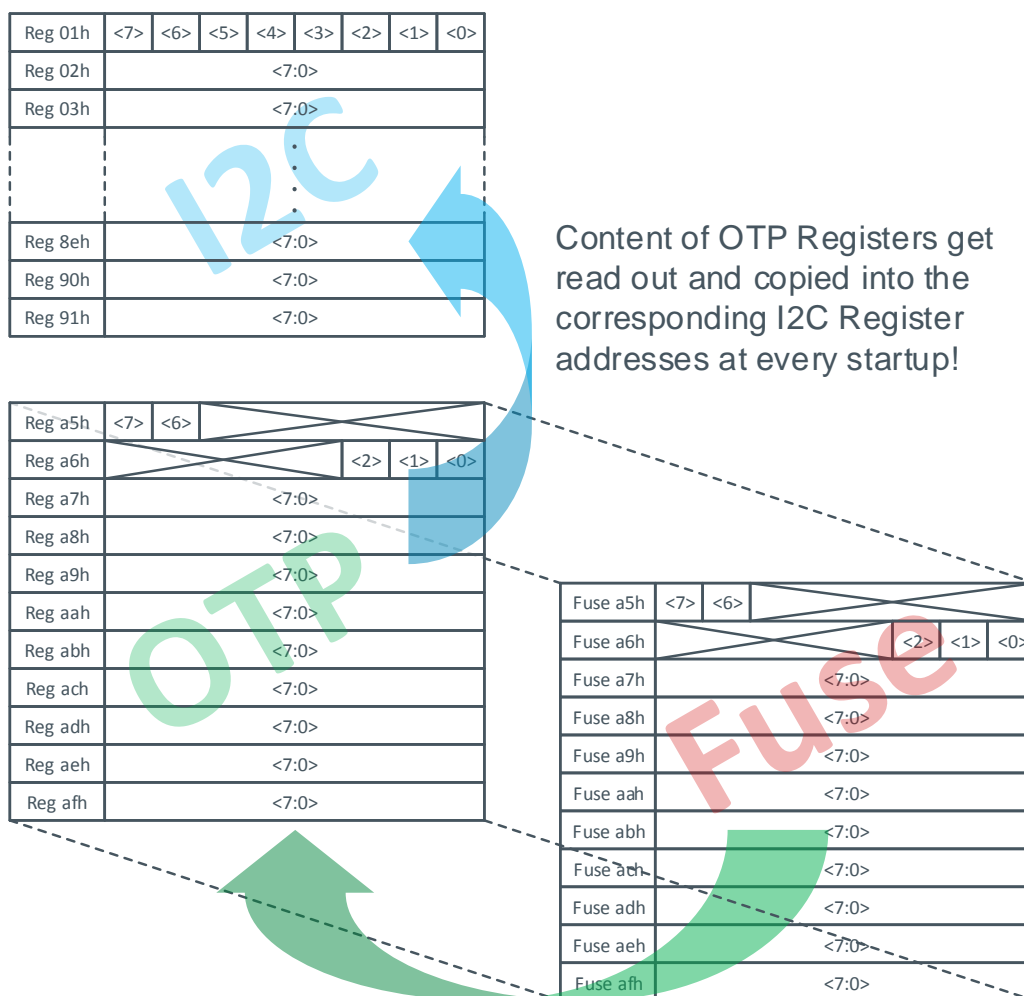 Reg 01h <7> <6> <5> <4> <3> <2> <1> <0>
Reg 02h <7:0>
Reg 03h <7:0>
I2C
Reg 8eh <7:0>
Reg 90h <7:0>
Reg 91h <7:0>
Content of OTP Registers get
read out and copied into the
corresponding I2C Register
addresses at every startup!
Reg a5h <7> <6>
Reg a6h <2> <1> <0>
Reg a7h <7:0>
Reg a8h <7:0>
Reg a9h <7:0>
Reg aah <7:0>
Reg abh <7:0>
Reg ach <7:0>
Reg adh <7:0>
Reg aeh <7:0>
Reg afh <7:0>
OTP
Fuse a5h <7> <6>
Fuse a6h <2> <1> <0>
Fuse a7h <7:0>
Fuse a8h <7:0>
Fuse a9h <7:0>
Fuse aah <7:0>
Fuse abh <7:0>
Fuse ach <7:0>
Fuse adh <7:0>
Fuse aeh <7:0>
Fuse afh <7:0>
Fuse